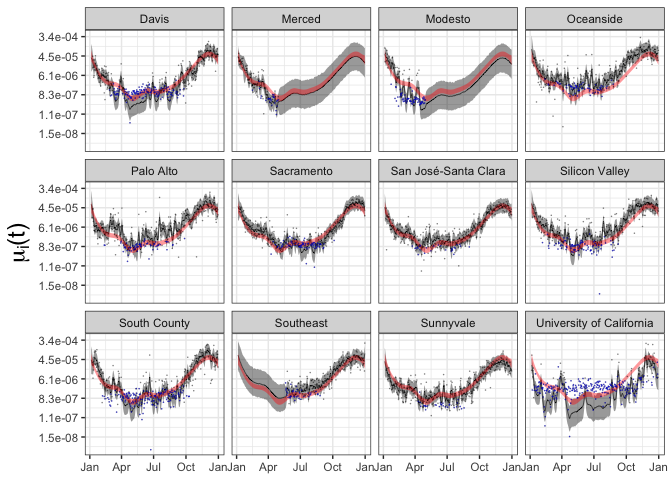 Davis Merced Modesto Oceanside
3.4e-04
4.5e-05
6.1e-06
8.3e-07
1.1e-07
1.5e-08
Palo Alto Sacramento San José-Santa Clara Silicon Valley
3.4e-04
4.5e-05
6.1e-06
8.3e-07
1.1e-07
1.5e-08
μi(t)
South County Southeast Sunnyvale University of California
3.4e-04
4.5e-05
6.1e-06
8.3e-07
1.1e-07
1.5e-08
Jan Apr Jul Oct Jan Jan Apr Jul Oct Jan Jan Apr Jul Oct Jan Jan Apr Jul Oct Jan